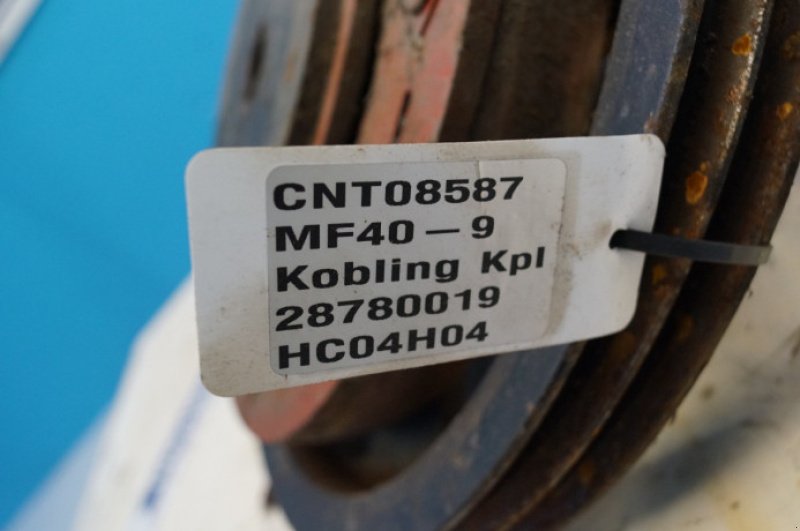 CNT08587
MF40 – 9
Kobling Kpl
28780019
HC04H04